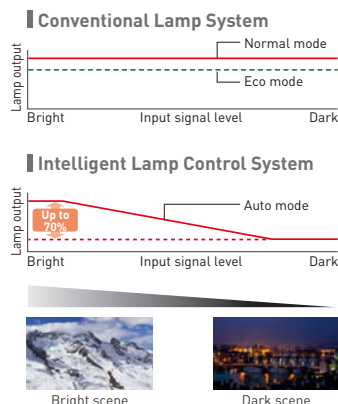 Conventional Lamp System
Lamp output
Normal mode
Eco mode
Bright Input signal level Dark
Intelligent Lamp Control System
Lamp output
Up to
70%
Auto mode
Bright Input signal level Dark
Bright scene Dark scene